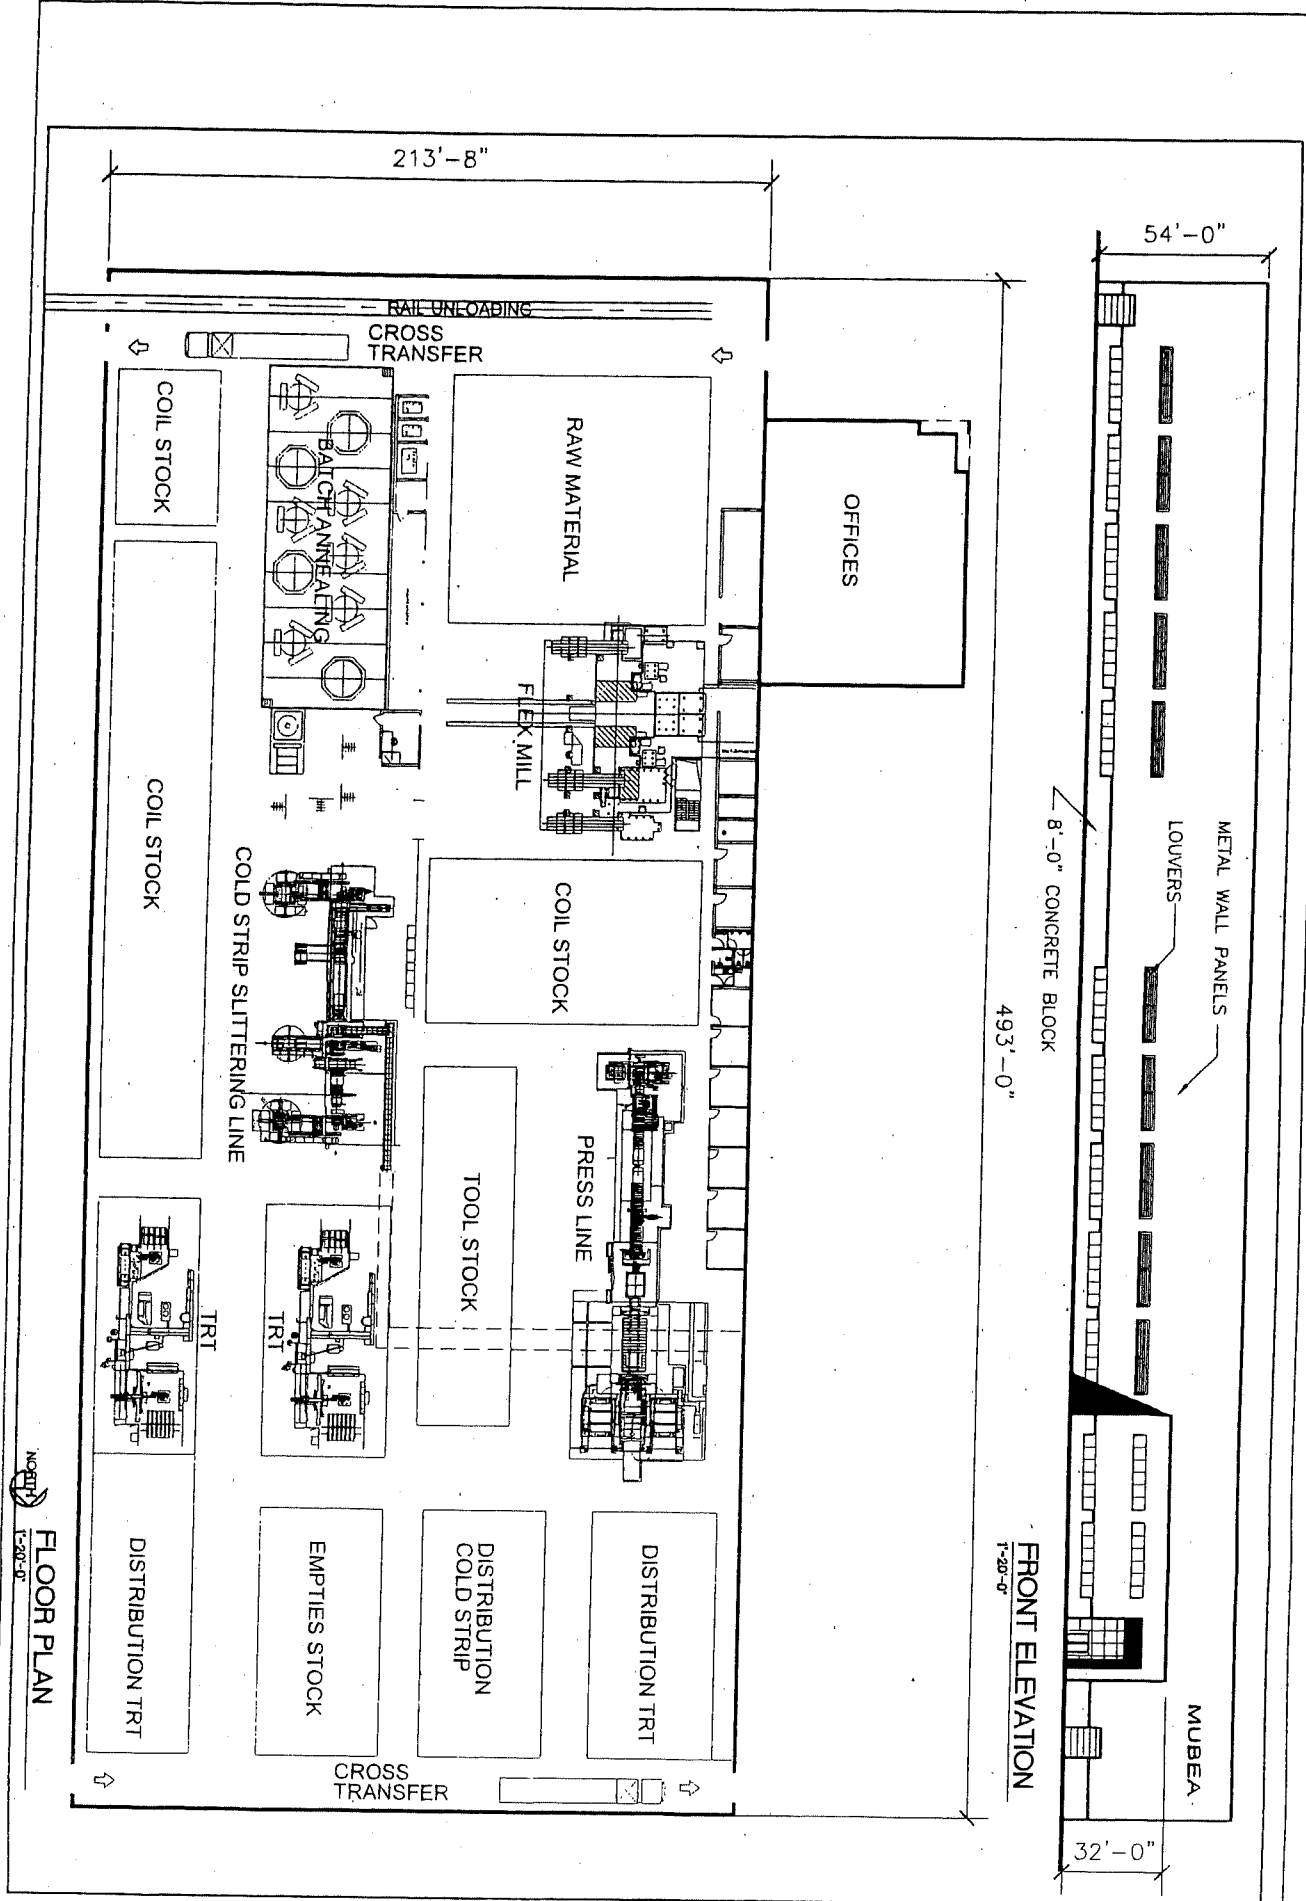 213'-8"
54'-0"
RAIL UNLOADING
CROSS
TRANSFER
COIL STOCK
BATCH ANNEALING
RAW MATERIAL
OFFICES
FLEX MILL
COIL STOCK
COLD STRIP SLITTERING LINE
COIL STOCK
TOOL STOCK
PRESS LINE
TRT
TRT
DISTRIBUTION TRT
EMPTIES STOCK
DISTRIBUTION
COLD STRIP
DISTRIBUTION TRT
CROSS
TRANSFER
493'-0"
8'-0" CONCRETE BLOCK
LOUVERS
METAL WALL PANELS
MUBEA
32'-0"
FRONT ELEVATION
1"-20'-0"
NORTH
FLOOR PLAN
1"-20'-0"